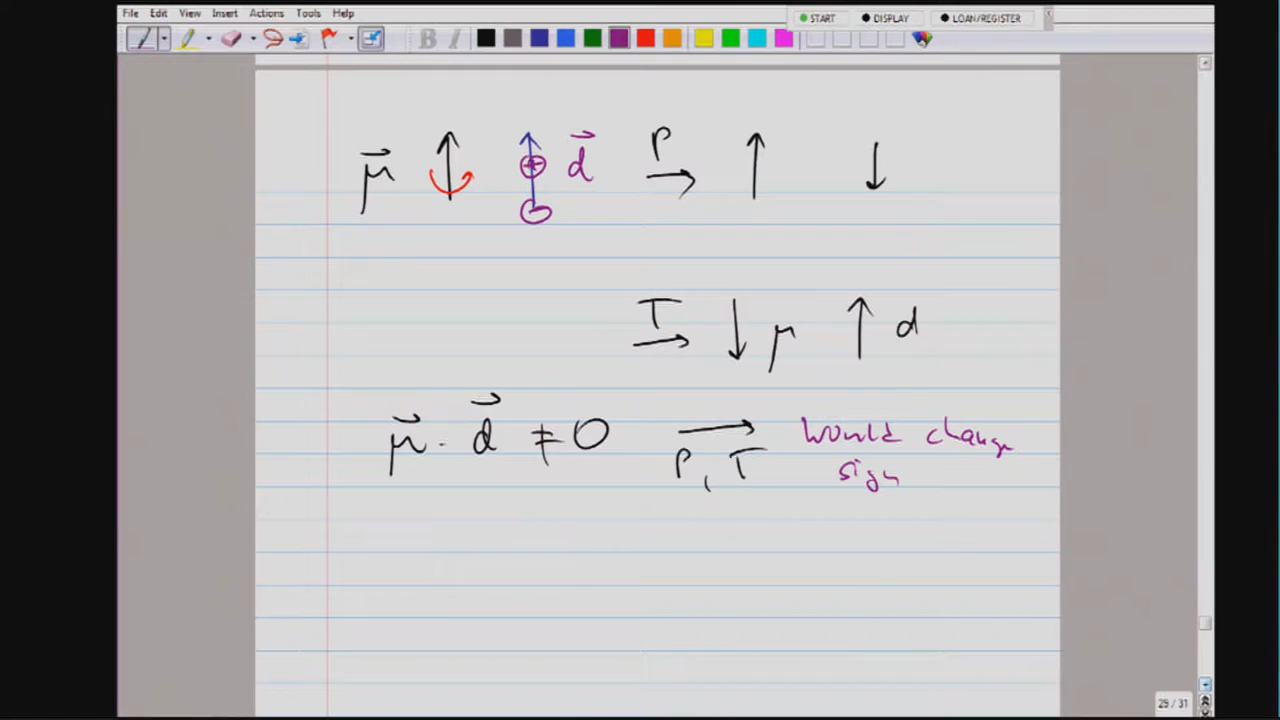 File Edit View Insert Actions Tools Help
START DISPLAY LOAN/REGISTER
B I
μ⃗ ↑ ↑ ⊕ ⊖ d⃗ P → ↑ ↓
T → ↓ μ ↑ d
μ⃗ · d⃗ ≠ 0 → P, T would change
sign
29 / 31